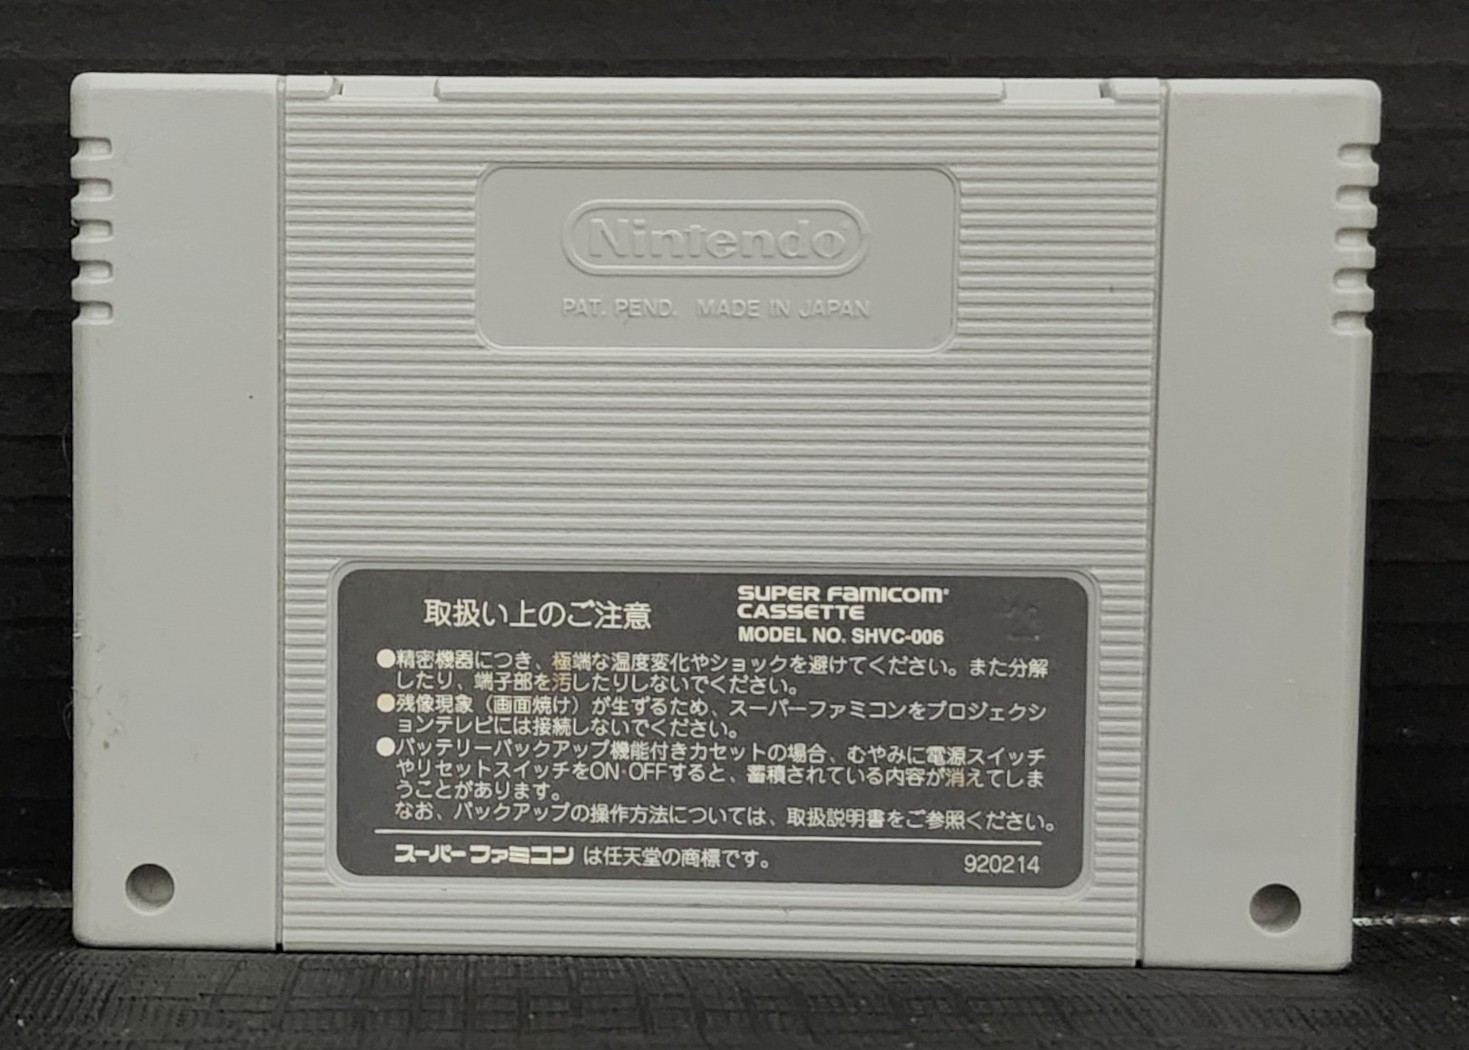 Nintendo
PAT. PEND. MADE IN JAPAN
取扱い上のご注意
SUPER FAMICOM
CASSETTE
MODEL NO. SHVC-006
●精密機器につき、極端な温度変化やショックを避けてください。また分解
したり、端子部を汚したりしないでください。
●残像現象（画面焼け）が生ずるため、スーパーファミコンをプロジェクシ
ョンテレビには接続しないでください。
●バッテリーバックアップ機能付きカセットの場合、むやみに電源スイッチ
やリセットスイッチをON・OFFすると、蓄積されている内容が消えてしま
うことがあります。
なお、バックアップの操作方法については、取扱説明書をご参照ください。
スーパーファミコン は任天堂の商標です。
920214